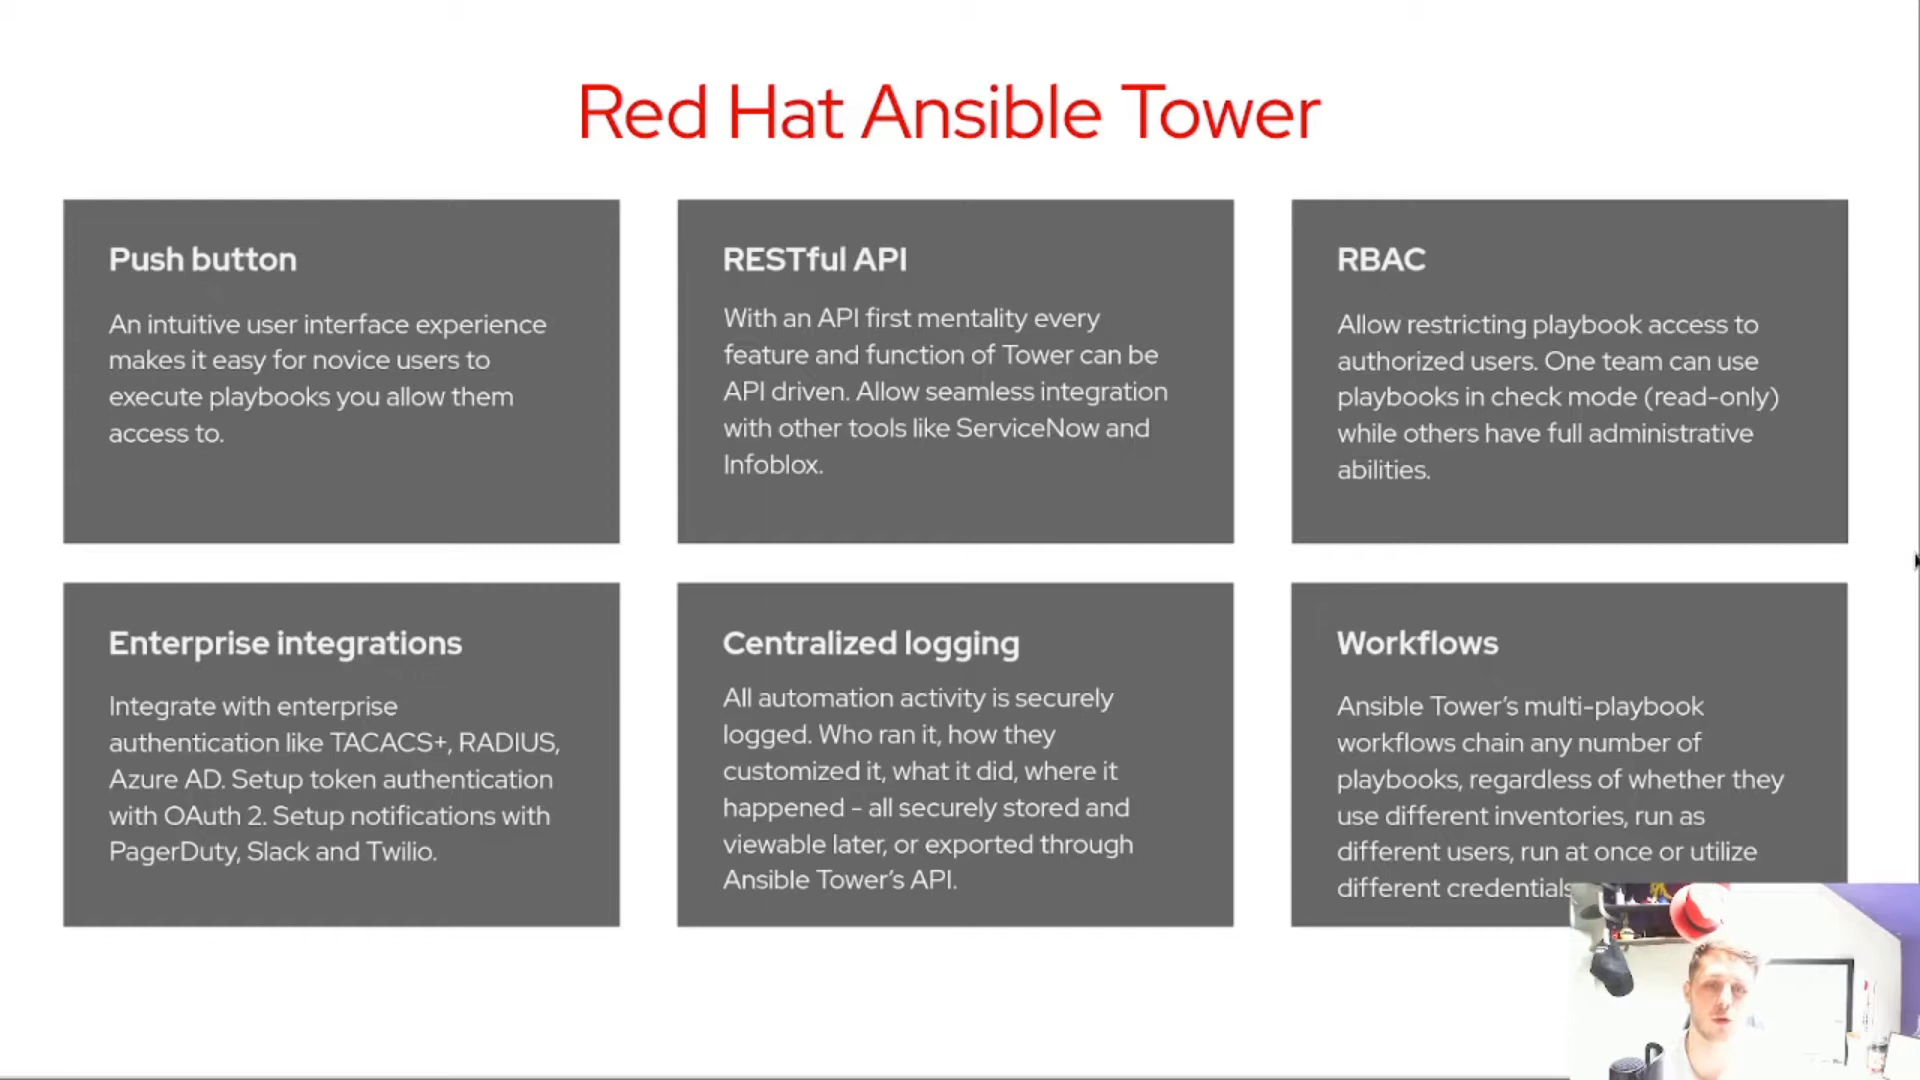 Red Hat Ansible Tower
Push button
An intuitive user interface experience
makes it easy for novice users to
execute playbooks you allow them
access to.
RESTful API
With an API first mentality every
feature and function of Tower can be
API driven. Allow seamless integration
with other tools like ServiceNow and
Infoblox.
RBAC
Allow restricting playbook access to
authorized users. One team can use
playbooks in check mode (read-only)
while others have full administrative
abilities.
Enterprise integrations
Integrate with enterprise
authentication like TACACS+, RADIUS,
Azure AD. Setup token authentication
with OAuth 2. Setup notifications with
PagerDuty, Slack and Twilio.
Centralized logging
All automation activity is securely
logged. Who ran it, how they
customized it, what it did, where it
happened - all securely stored and
viewable later, or exported through
Ansible Tower's API.
Workflows
Ansible Tower's multi-playbook
workflows chain any number of
playbooks, regardless of whether they
use different inventories, run as
different users, run at once or utilize
different credentials